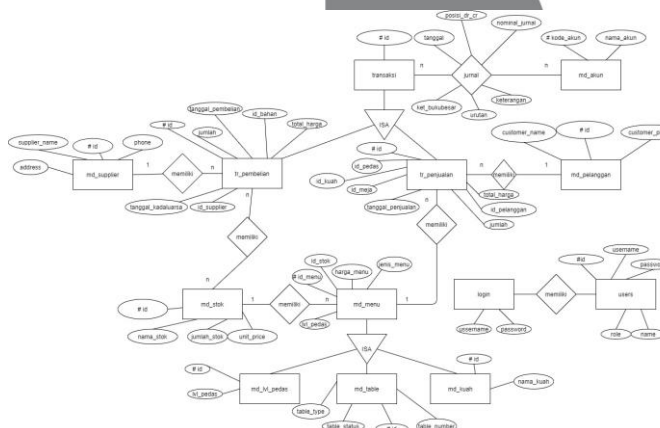 posisi_dr_cr
# id
tanggal
nominal_jurnal
# kode_akun
nama_akun
transaksi
n
jurnal
n
md_akun
ket_bukubesar
urutan
keterangan
ISA
tanggal_pembelian
id_bahan
# id
jumlah
total_harga
supplier_name
# id
phone
address
md_supplier
1
memiliki
n
tr_pembelian
tanggal_kadaluarsa
id_supplier
n
# id
id_pedas
id_kuah
id_meja
tanggal_penjualan
tr_penjualan
n
memiliki
1
md_pelanggan
customer_name
# id
total_harga
id_pelanggan
jumlah
n
memiliki
memiliki
n
id_stok
harga_menu
jenis_menu
# id_menu
lvl_pedas
# id
md_stok
1
memiliki
n
md_menu
1
nama_stok
jumlah_stok
unit_price
login
memiliki
users
username
#id
password
ussername
password
role
name
ISA
# id
lvl_pedas
md_lvl_pedas
md_table
md_kuah
# id
nama_kuah
table_type
table_status
# id
table_number